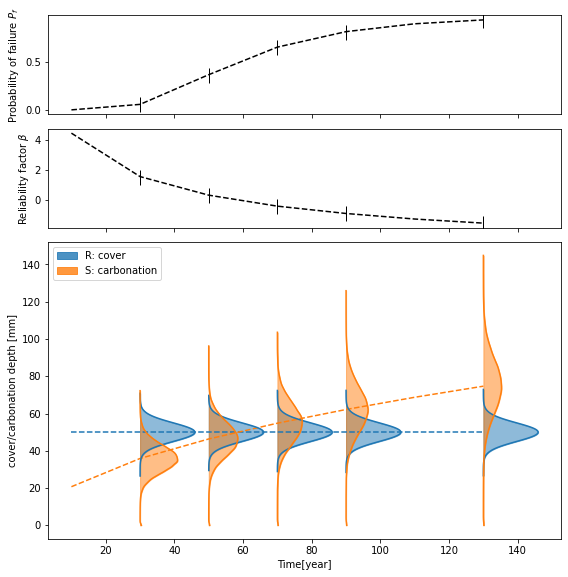 Probability of failure Pf
0.5
0.0
Reliability factor β
4
2
0
R: cover
S: carbonation
cover/carbonation depth [mm]
140
120
100
80
60
40
20
0
20 40 60 80 100 120 140
Time[year]